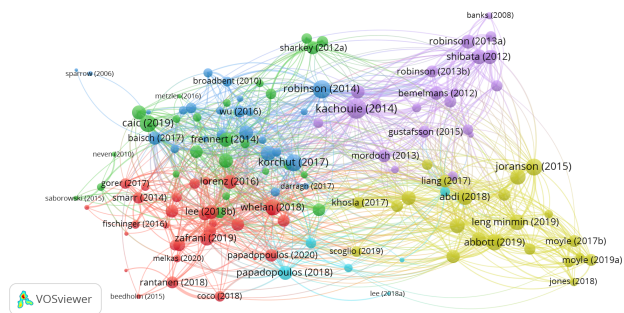 banks (2008)
robinson (2013a)
sharkey (2012a)
shibata (2012)
sparrow (2006)
broadbent (2010)
robinson (2013b)
robinson (2014)
bemelmans (2012)
metzler (2016)
kachouie (2014)
wu (2016)
caic (2019)
gustafsson (2015)
baisch (2017)
frennert (2014)
neven (2010)
mordoch (2013)
korchut (2017)
joranson (2015)
gorer (2017)
lorenz (2016)
liang (2017)
darragh (2017)
saborowski (2015)
smarr (2014)
abdi (2018)
khosla (2017)
whelan (2018)
lee (2018b)
fischinger (2016)
leng minmin (2019)
zafrani (2019)
abbott (2019)
moyle (2017b)
scoglio (2019)
papadppoulos (2020)
melkas (2020)
moyle (2019a)
papadopoulos (2018)
rantanen (2018)
jones (2018)
beedholm (2015)
coco (2018)
lee (2018a)
VOSviewer